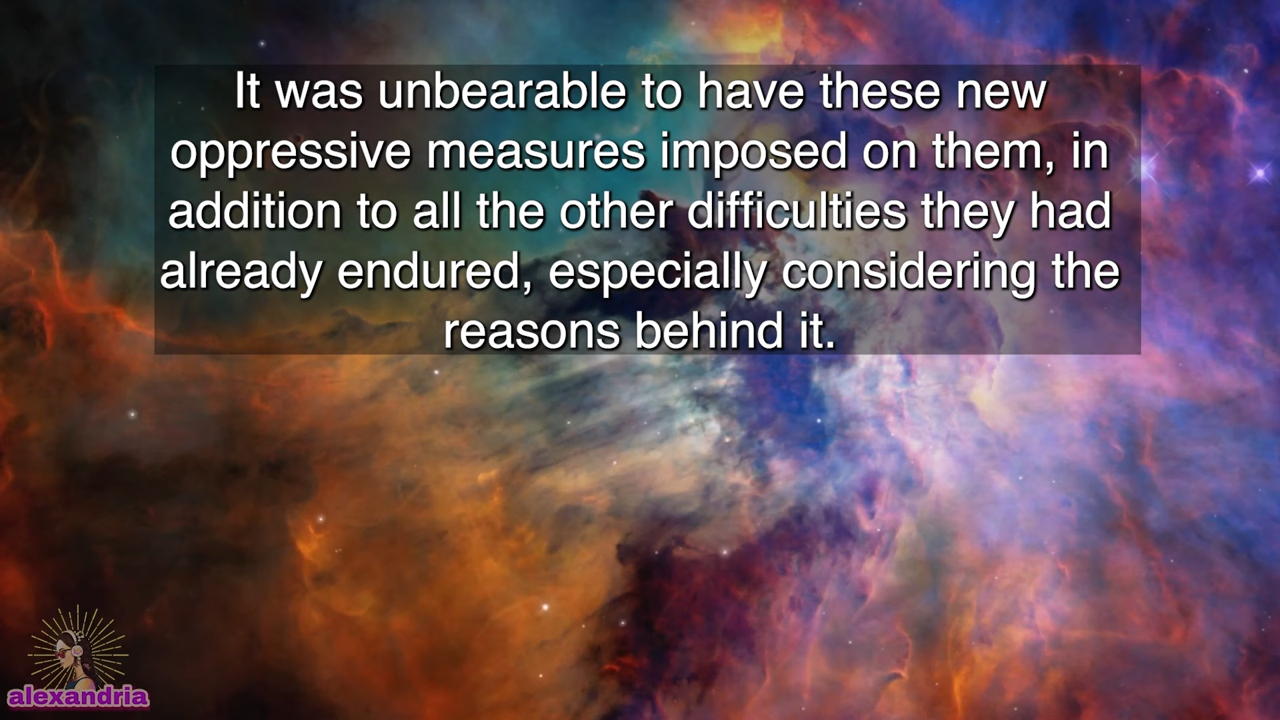 It was unbearable to have these new
oppressive measures imposed on them, in
addition to all the other difficulties they had
already endured, especially considering the
reasons behind it.
alexandria